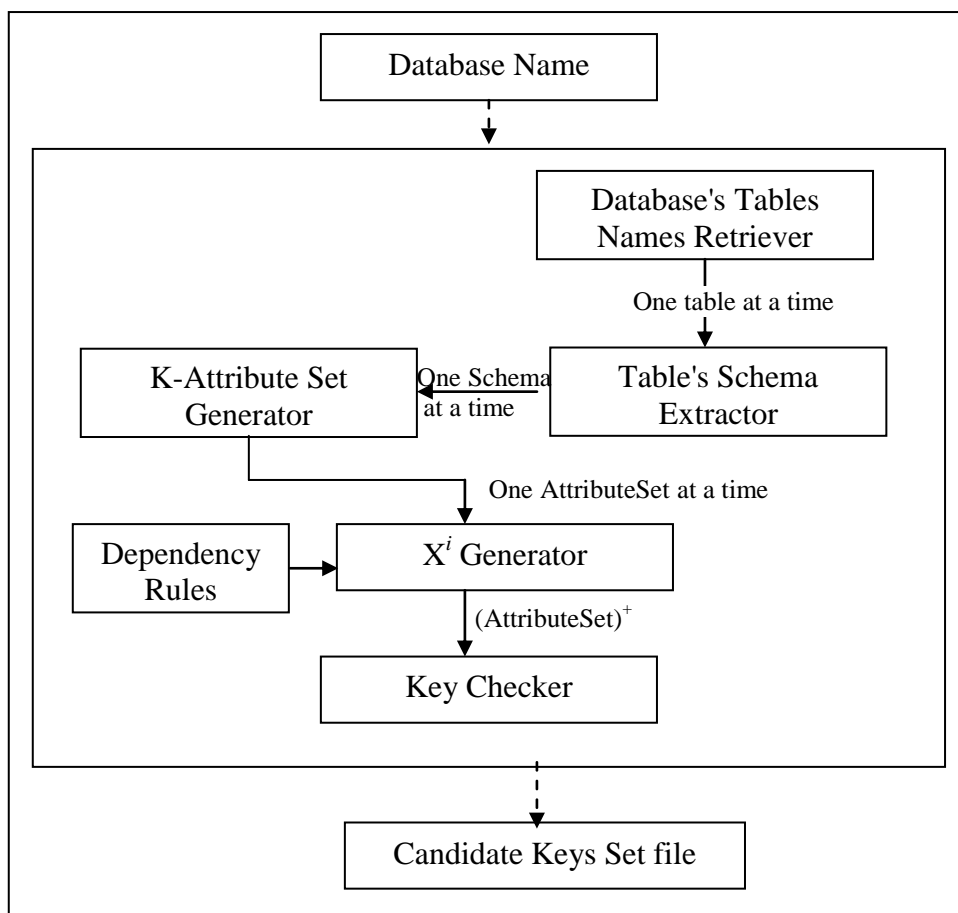 Database Name
Database's Tables
Names Retriever
One table at a time
K-Attribute Set
Generator
One Schema
at a time
Table's Schema
Extractor
One AttributeSet at a time
Dependency
Rules
Xⁱ Generator
(AttributeSet)⁺
Key Checker
Candidate Keys Set file